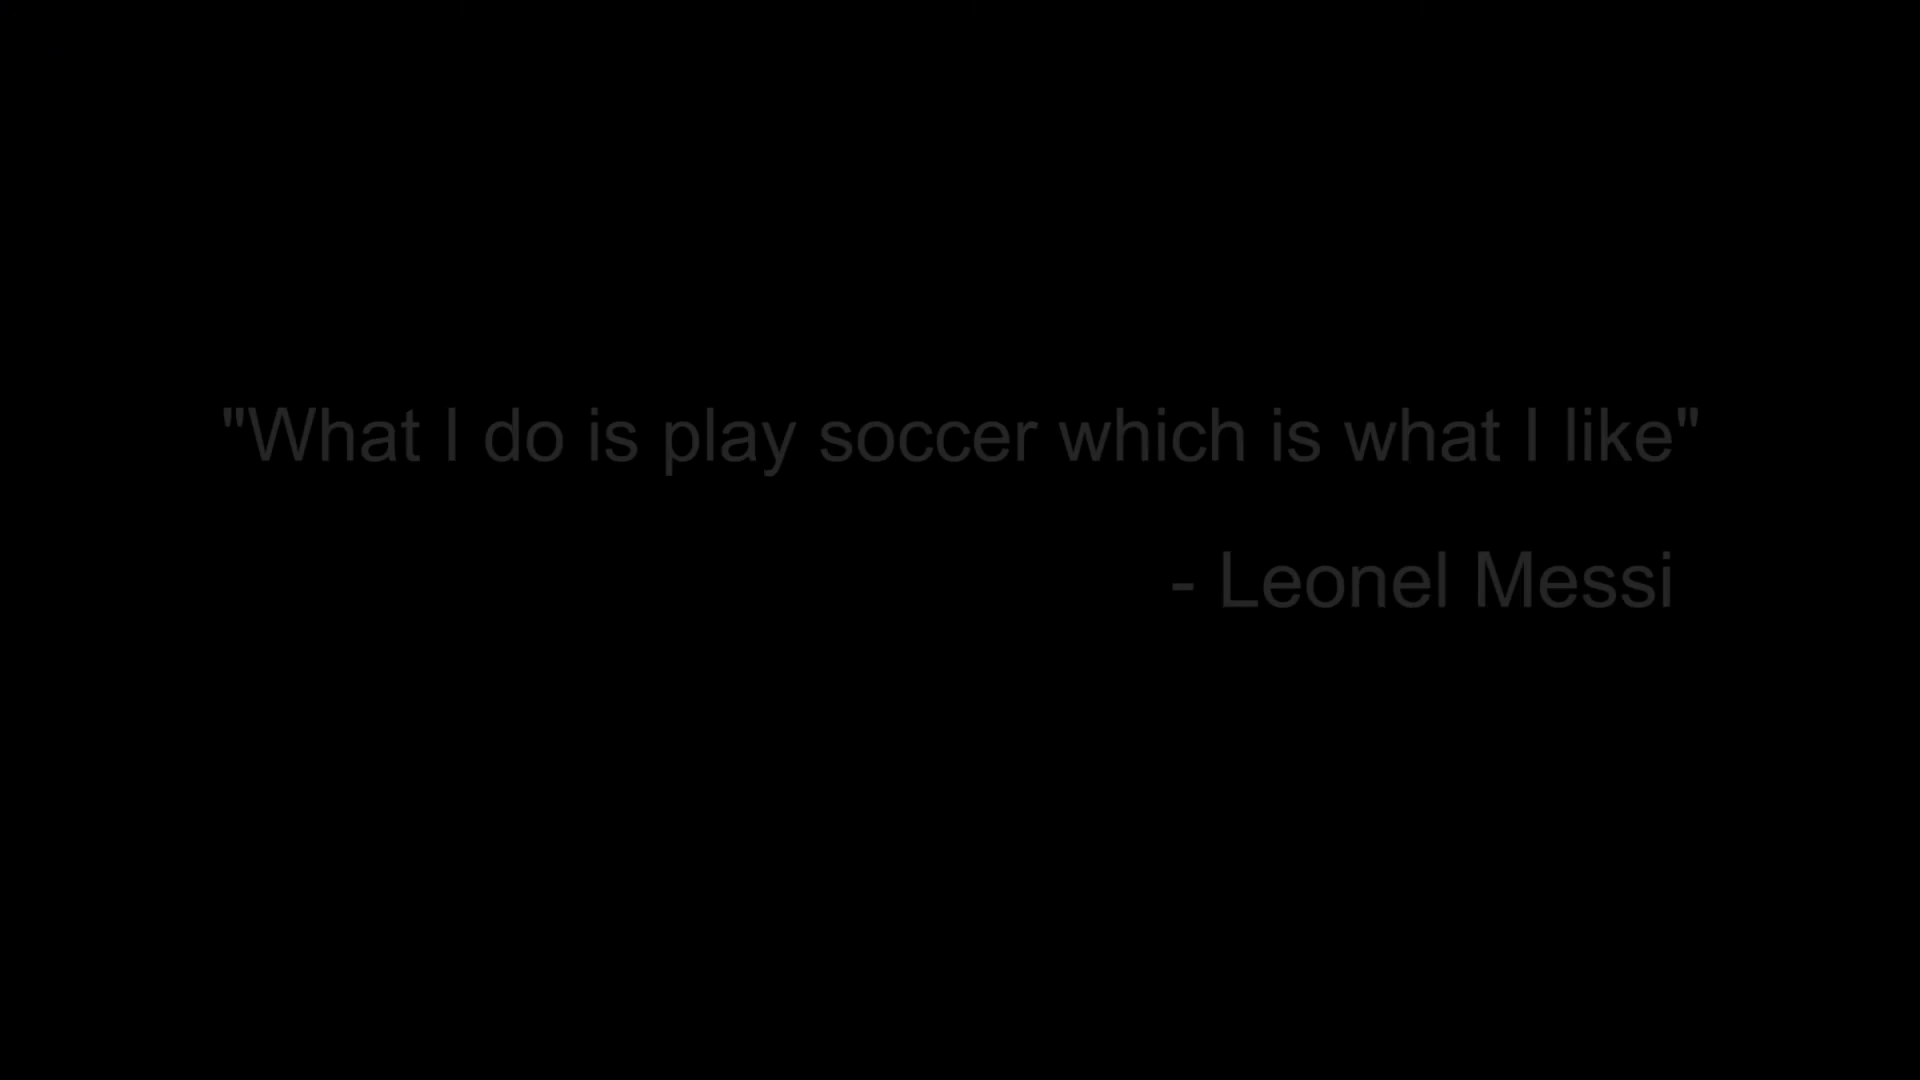 "What I do is play soccer which is what I like"
- Leonel Messi